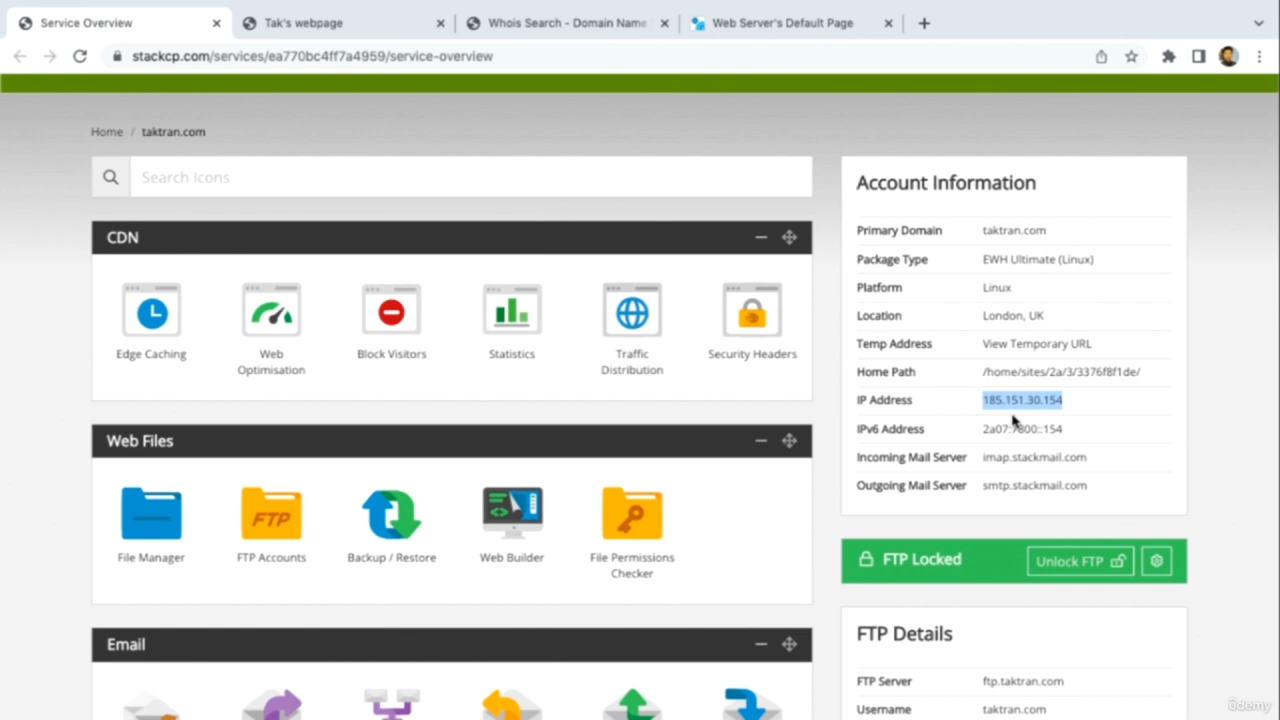 Service Overview
Tak's webpage
Whois Search - Domain Name
Web Server's Default Page
stackcp.com/services/ea770bc4ff7a4959/service-overview
Home / taktran.com
Search Icons
CDN
Edge Caching
Web
Optimisation
Block Visitors
Statistics
Traffic
Distribution
Security Headers
Web Files
File Manager
FTP
FTP Accounts
Backup / Restore
Web Builder
File Permissions
Checker
Email
Account Information
Primary Domain taktran.com
Package Type EWH Ultimate (Linux)
Platform Linux
Location London, UK
Temp Address View Temporary URL
Home Path /home/sites/2a/3/3376f8f1de/
IP Address 185.151.30.154
IPv6 Address 2a07:7800::154
Incoming Mail Server imap.stackmail.com
Outgoing Mail Server smtp.stackmail.com
FTP Locked
Unlock FTP
FTP Details
FTP Server ftp.taktran.com
Username taktran.com
ûdemy